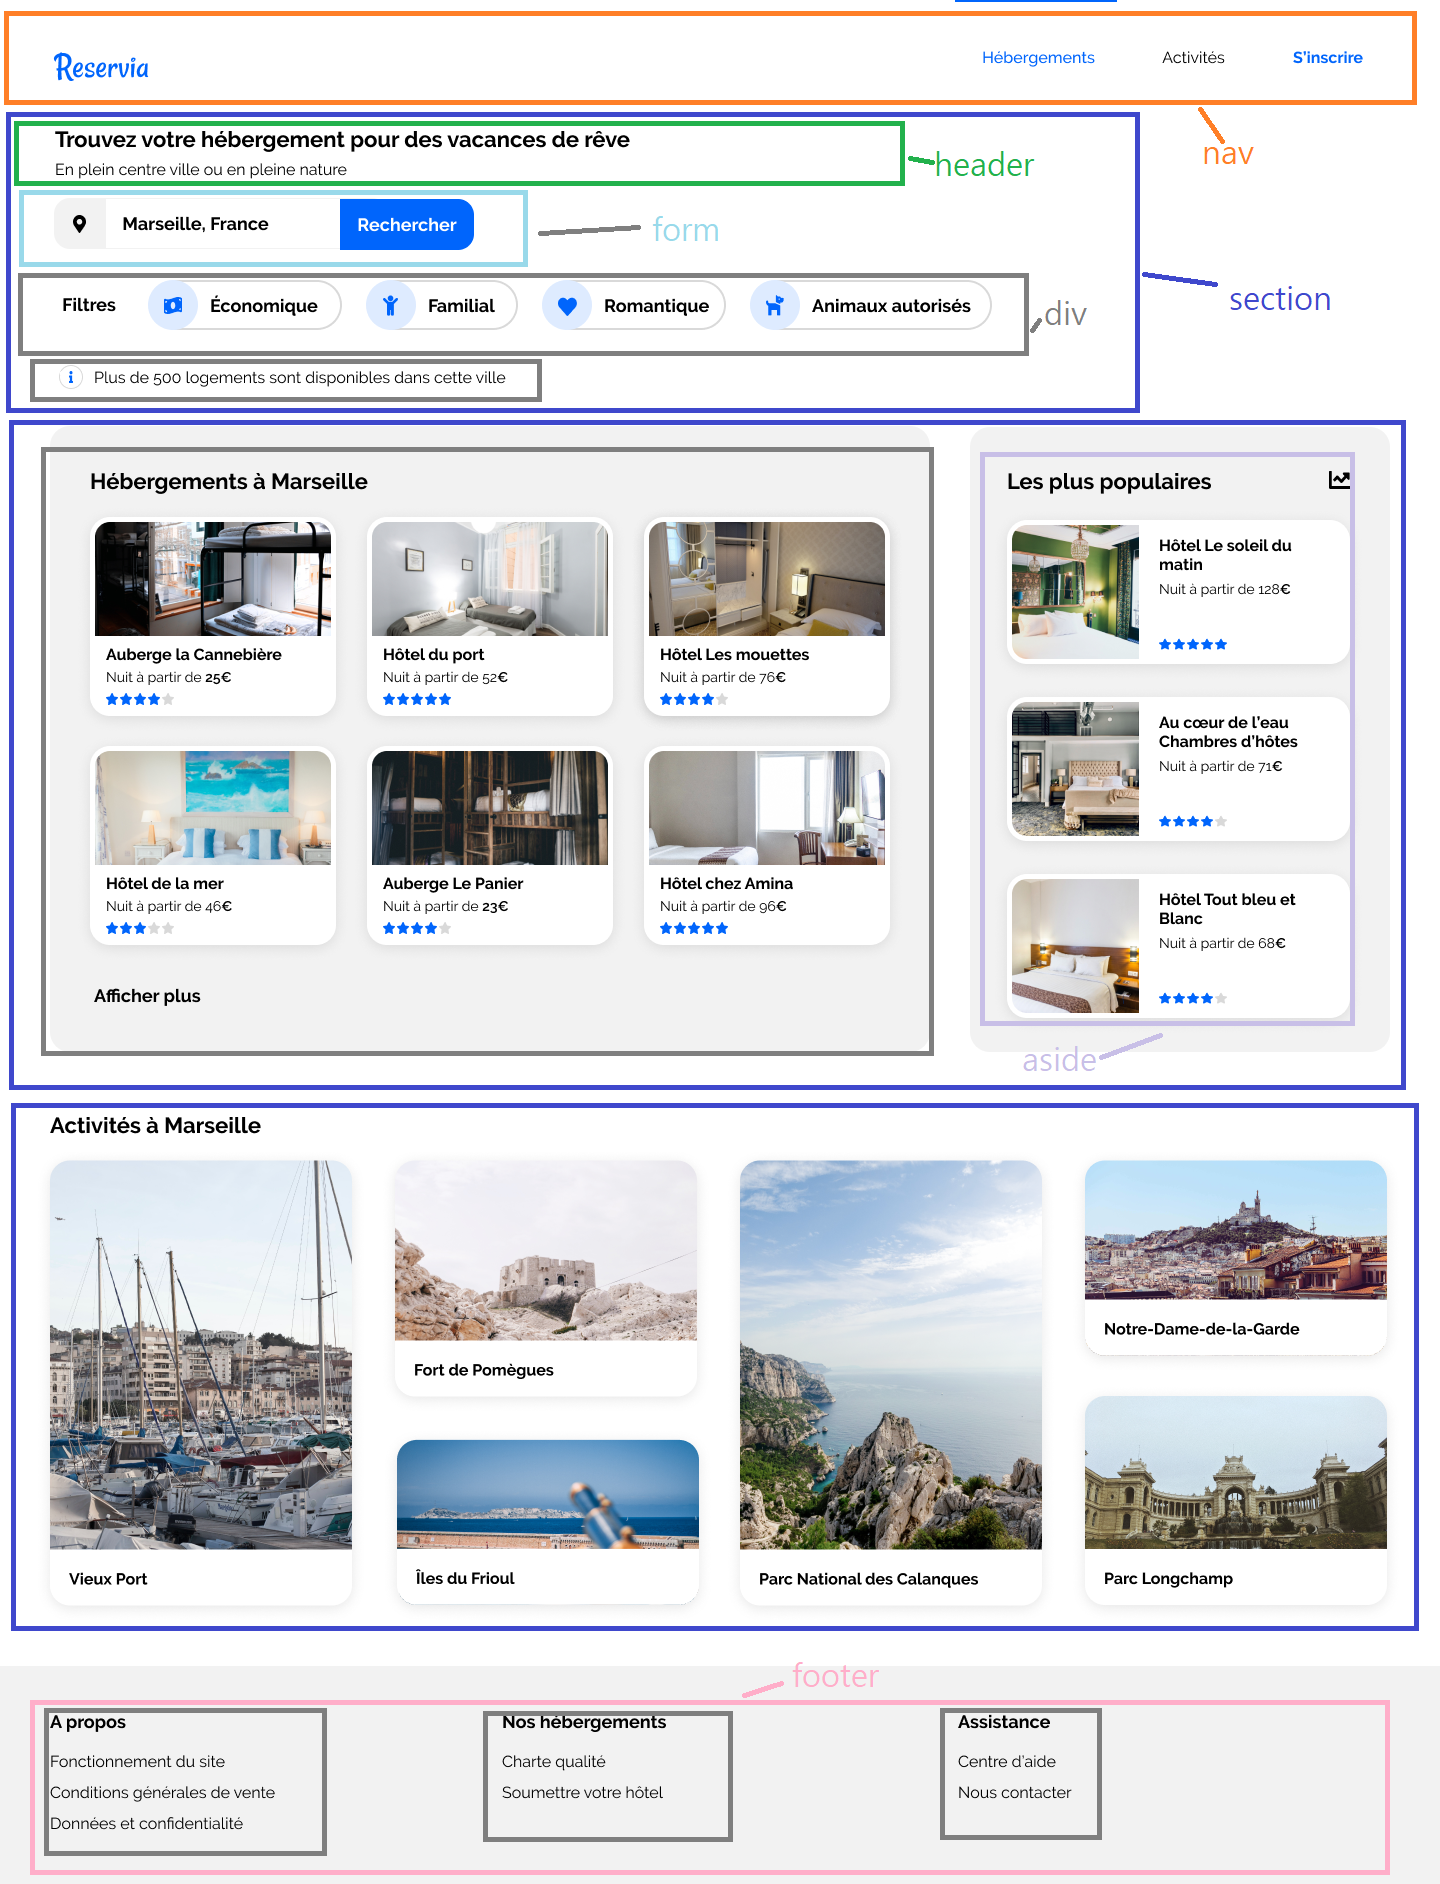 Reservia
Hébergements
Activités
S'inscrire
nav
Trouvez votre hébergement pour des vacances de rêve
En plein centre ville ou en pleine nature
header
Marseille, France
Rechercher
form
section
Filtres
Économique
Familial
Romantique
Animaux autorisés
div
Plus de 500 logements sont disponibles dans cette ville
Hébergements à Marseille
Auberge la Cannebière
Nuit à partir de 25€
Hôtel du port
Nuit à partir de 52€
Hôtel Les mouettes
Nuit à partir de 76€
Hôtel de la mer
Nuit à partir de 46€
Auberge Le Panier
Nuit à partir de 23€
Hôtel chez Amina
Nuit à partir de 96€
Afficher plus
Les plus populaires
Hôtel Le soleil du
matin
Nuit à partir de 128€
Au cœur de l'eau
Chambres d'hôtes
Nuit à partir de 71€
Hôtel Tout bleu et
Blanc
Nuit à partir de 68€
aside
Activités à Marseille
Vieux Port
Fort de Pomègues
Îles du Frioul
Parc National des Calanques
Notre-Dame-de-la-Garde
Parc Longchamp
footer
A propos
Fonctionnement du site
Conditions générales de vente
Données et confidentialité
Nos hébergements
Charte qualité
Soumettre votre hôtel
Assistance
Centre d'aide
Nous contacter